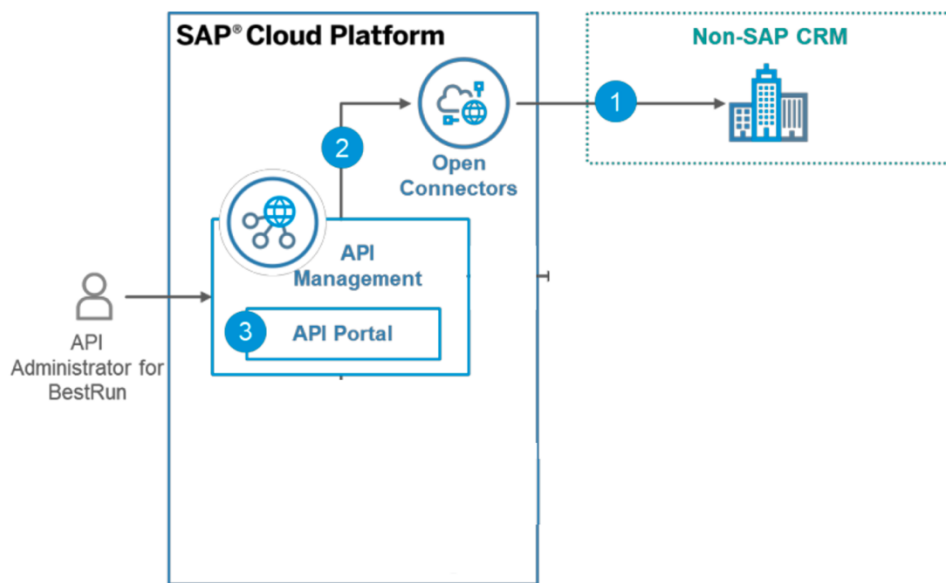 SAP® Cloud Platform
Non-SAP CRM
1
2
Open
Connectors
API
Management
3
API Portal
API
Administrator for
BestRun